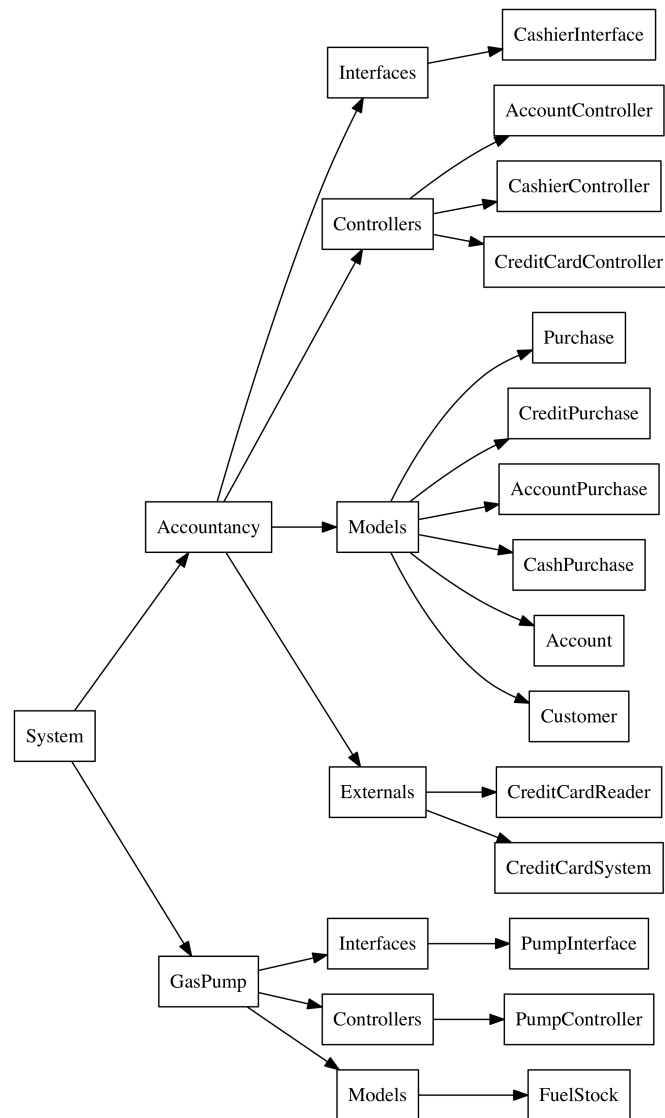 CashierInterface
Interfaces
AccountController
CashierController
Controllers
CreditCardController
Purchase
CreditPurchase
AccountPurchase
Accountancy
Models
CashPurchase
Account
Customer
System
Externals
CreditCardReader
CreditCardSystem
Interfaces
PumpInterface
GasPump
Controllers
PumpController
Models
FuelStock